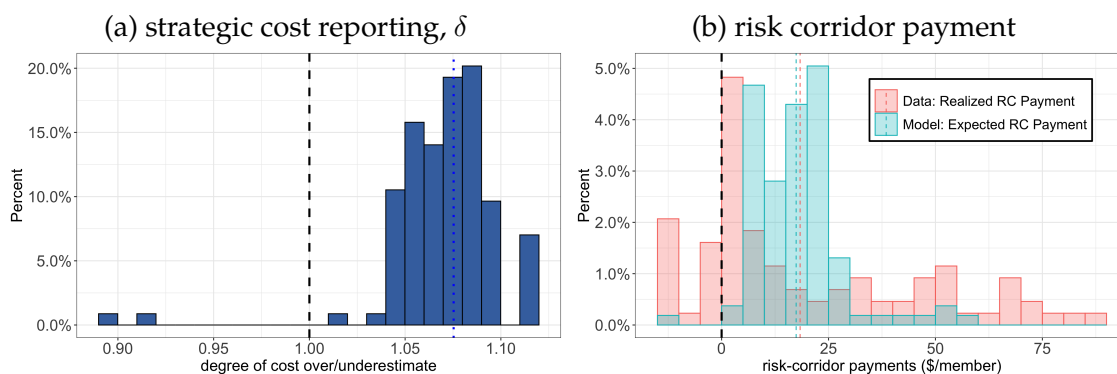 (a) strategic cost reporting, δ
20.0%
15.0%
10.0%
5.0%
0.0%
Percent
0.90
0.95
1.00
1.05
1.10
degree of cost over/underestimate
(b) risk corridor payment
5.0%
4.0%
3.0%
2.0%
1.0%
0.0%
Percent
Data: Realized RC Payment
Model: Expected RC Payment
0
25
50
75
risk-corridor payments ($/member)